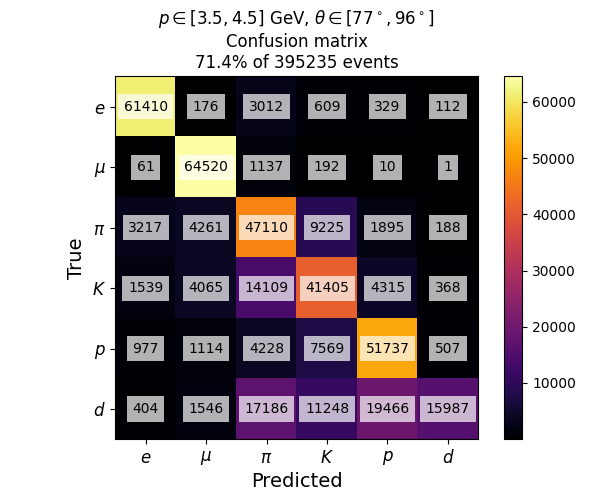 p ∈ [3.5, 4.5] GeV, θ ∈ [77°, 96°]
Confusion matrix
71.4% of 395235 events
e 61410 176 3012 609 329 112
μ 61 64520 1137 192 10 1
π 3217 4261 47110 9225 1895 188
K 1539 4065 14109 41405 4315 368
p 977 1114 4228 7569 51737 507
d 404 1546 17186 11248 19466 15987
e μ π K p d
True
Predicted
60000
50000
40000
30000
20000
10000